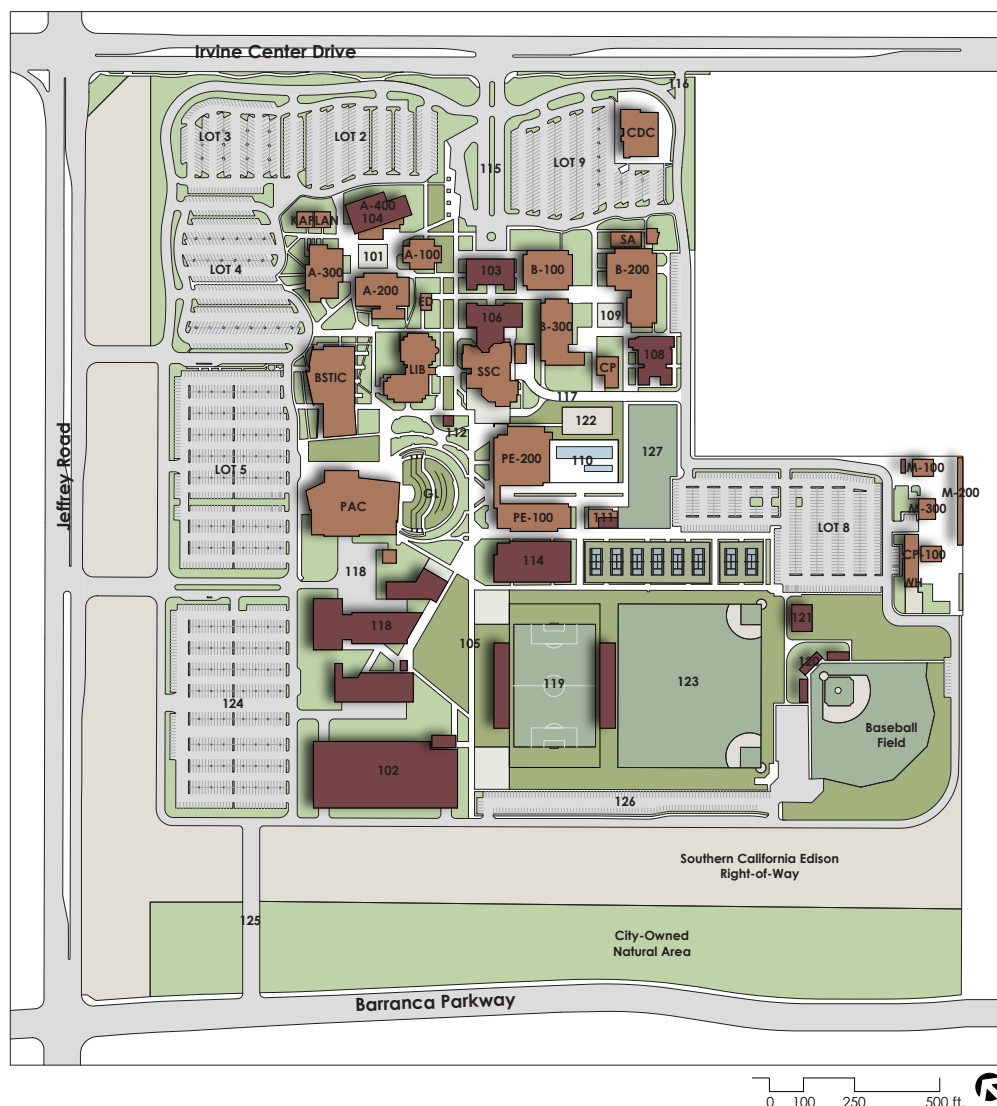 Irvine Center Drive
116
CDC
LOT 3
LOT 2
LOT 9
115
A-400
104
KAPLAN
SA
101
A-100
LOT 4
A-300
103
B-100
B-200
A-200
ED
106
109
B-300
108
BSTIC
LIB
SSC
CP
117
122
112
127
Jeffrey Road
LOT 5
PE-200
110
M-100
M-200
GL
PAC
M-300
PE-100
111
LOT 8
CP-100
114
118
WH
121
118
105
120
119
123
124
Baseball
Field
102
126
Southern California Edison
Right-of-Way
125
City-Owned
Natural Area
Barranca Parkway
0 100 250 500 ft.